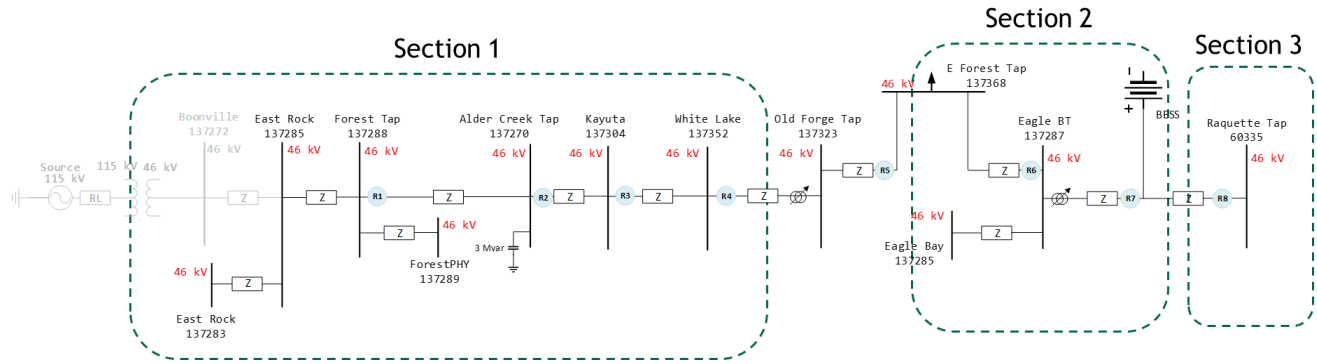 Section 1
Section 2
Section 3
Source
115 kV
RL
115 kV
46 kV
Boonville
137272
46 kV
Z
East Rock
137285
46 kV
Z
46 kV
Z
East Rock
137283
Forest Tap
137288
46 kV
R1
Z
Z
46 kV
ForestPHY
137289
Alder Creek Tap
137270
46 kV
3 Mvar
R2
Z
Kayuta
137304
46 kV
R3
Z
White Lake
137352
46 kV
R4
Z
Old Forge Tap
137323
46 kV
Z
R5
46 kV
E Forest Tap
137368
Z
R6
Eagle BT
137287
46 kV
46 kV
Z
Eagle Bay
137285
Z
R7
-
+
BESS
Z
R8
Raquette Tap
60335
46 kV